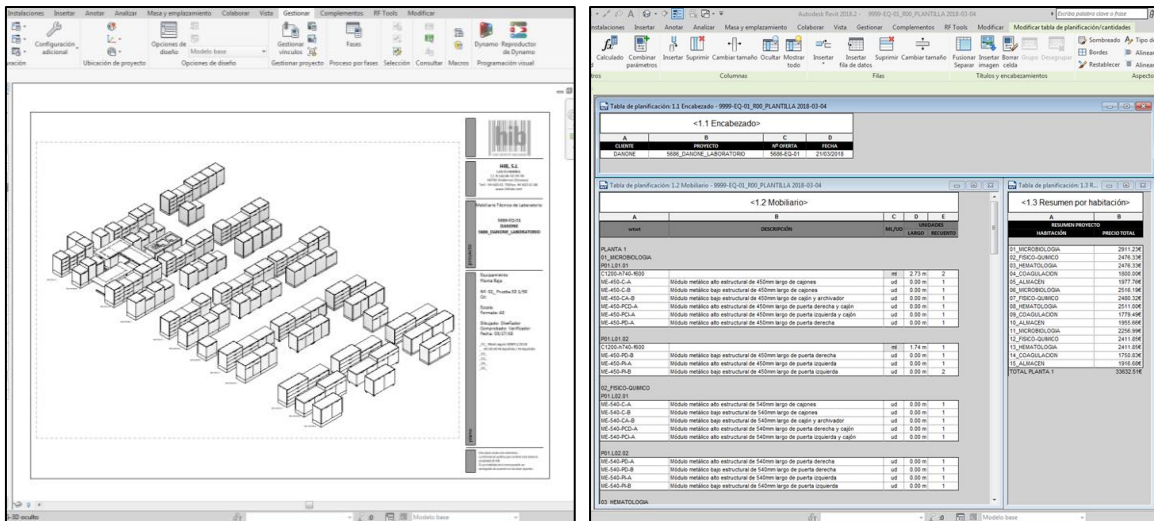 Instalaciones Insertar Anotar Analizar Masa y emplazamiento Colaborar Vista Gestionar Complementos RF Tools Modificar
Configuración adicional
Opciones de diseño
Modelo base
Gestionar vínculos
Fases
Dynamo
Reproductor de Dynamo
Ubicación de proyecto Opciones de diseño Gestionar proyecto Proceso por fases Selección Consultar Macros Programación visual
hib
HIB, S.L.
Mobiliario Técnico de Laboratorio
DANONE
5686_DANONE_LABORATORIO
proyecto
Equipamiento
Planta Baja
Escala:
Formato: A0
Dibujado: Diseñador
Comprobado: Verificador
plano
3D oculto
Modelo base
Autodesk Revit 2018.2 - 9999-EQ-01_R00_PLANTILLA 2018-03-04
Escriba palabra clave o frase
Insertar Anotar Analizar Masa y emplazamiento Colaborar Vista Gestionar Complementos RF Tools Modificar Modificar tabla de planificación/cantidades
Calculado
Combinar parámetros
Insertar Suprimir Cambiar tamaño Ocultar Mostrar todo
Insertar
Insertar fila de datos
Suprimir Cambiar tamaño
Fusionar Separar
Insertar imagen
Borrar celda
Grupo Desagrupar
Sombreado
Bordes
Restablecer
Columnas Filas Títulos y encabezamientos Aspecto
Tabla de planificación: 1.1 Encabezado - 9999-EQ-01_R00_PLANTILLA 2018-03-04
<1.1 Encabezado>
A B C D
CLIENTE PROYECTO Nº OFERTA FECHA
DANONE 5686_DANONE_LABORATORIO 5686-EQ-01 21/03/2018
Tabla de planificación: 1.2 Mobiliario - 9999-EQ-01_R00_PLANTILLA 2018-03-04
<1.2 Mobiliario>
A B C D E
DESCRIPCIÓN ML/UD UNIDADES
LARGO RECUENTO
PLANTA 1
01_MICROBIOLOGIA
P01.L01.01
C1200-h740-f600 ml 2.73 m 2
ME-450-C-A Módulo metálico alto estructural de 450mm largo de cajones ud 0.00 m 1
ME-450-C-B Módulo metálico bajo estructural de 450mm largo de cajones ud 0.00 m 1
ME-450-CA-B Módulo metálico bajo estructural de 450mm largo de cajón y archivador ud 0.00 m 1
ME-450-PCD-A Módulo metálico alto estructural de 450mm largo de puerta derecha y cajón ud 0.00 m 1
ME-450-PCI-A Módulo metálico alto estructural de 450mm largo de puerta izquierda y cajón ud 0.00 m 1
ME-450-PD-A Módulo metálico alto estructural de 450mm largo de puerta derecha ud 0.00 m 1
P01.L01.02
C1200-h740-f600 ml 1.74 m 1
ME-450-PD-B Módulo metálico bajo estructural de 450mm largo de puerta derecha ud 0.00 m 1
ME-450-PI-A Módulo metálico alto estructural de 450mm largo de puerta izquierda ud 0.00 m 1
ME-450-PI-B Módulo metálico bajo estructural de 450mm largo de puerta izquierda ud 0.00 m 2
02_FISICO-QUIMICO
P01.L02.01
ME-540-C-A Módulo metálico alto estructural de 540mm largo de cajones ud 0.00 m 1
ME-540-C-B Módulo metálico bajo estructural de 540mm largo de cajones ud 0.00 m 1
ME-540-CA-B Módulo metálico bajo estructural de 540mm largo de cajón y archivador ud 0.00 m 1
ME-540-PCD-A Módulo metálico alto estructural de 540mm largo de puerta derecha y cajón ud 0.00 m 1
ME-540-PCI-A Módulo metálico alto estructural de 540mm largo de puerta izquierda y cajón ud 0.00 m 1
P01.L02.02
ME-540-PD-A Módulo metálico alto estructural de 540mm largo de puerta derecha ud 0.00 m 1
ME-540-PD-B Módulo metálico bajo estructural de 540mm largo de puerta derecha ud 0.00 m 1
ME-540-PI-A Módulo metálico alto estructural de 540mm largo de puerta izquierda ud 0.00 m 1
ME-540-PI-B Módulo metálico bajo estructural de 540mm largo de puerta izquierda ud 0.00 m 1
03_HEMATOLOGIA
Tabla de planificación: 1.3 R...
<1.3 Resumen por habitación>
A B
RESUMEN PROYECTO
HABITACIÓN PRECIO TOTAL
01_MICROBIOLOGIA 2911.23€
02_FISICO-QUIMICO 2476.33€
03_HEMATOLOGIA 2476.33€
04_COAGULACION 1800.00€
05_ALMACEN 1977.76€
06_MICROBIOLOGIA 2516.19€
07_FISICO-QUIMICO 2480.32€
08_HEMATOLOGIA 2511.00€
09_COAGULACION 1779.49€
10_ALMACEN 1955.66€
11_MICROBIOLOGIA 2256.99€
12_FISICO-QUIMICO 2411.85€
13_HEMATOLOGIA 2411.85€
14_COAGULACION 1750.83€
15_ALMACEN 1916.68€
TOTAL PLANTA 1 33632.51€
Modelo base